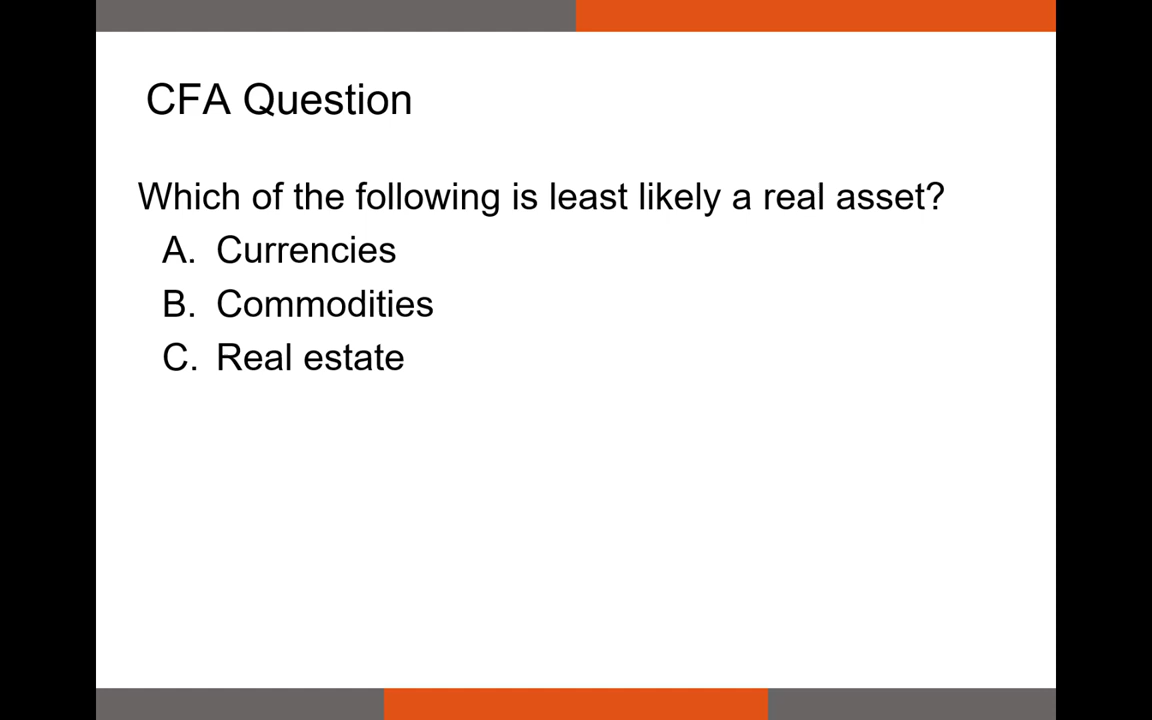 CFA Question
Which of the following is least likely a real asset?
A. Currencies
B. Commodities
C. Real estate